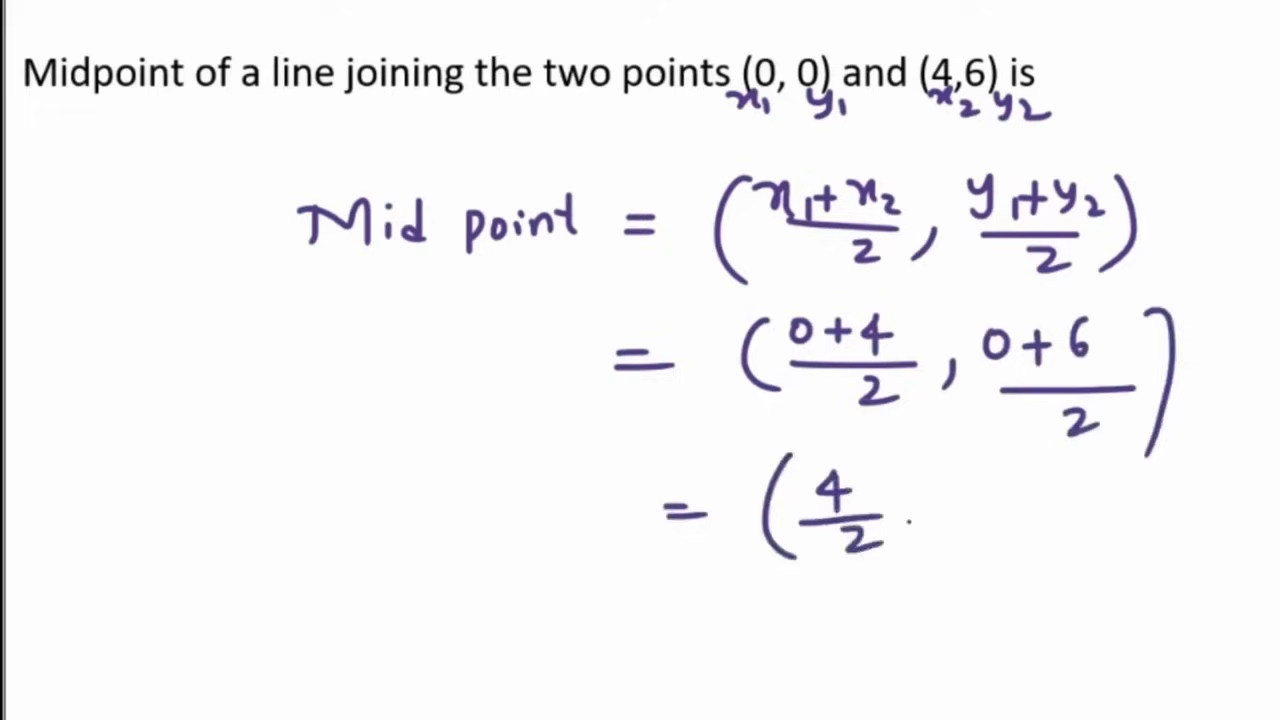 Midpoint of a line joining the two points (0, 0) and (4,6) is
x₁ y₁ x₂ y₂
Mid point = (x₁+x₂/2, y₁+y₂/2)
= (0+4/2, 0+6/2)
= (4/2